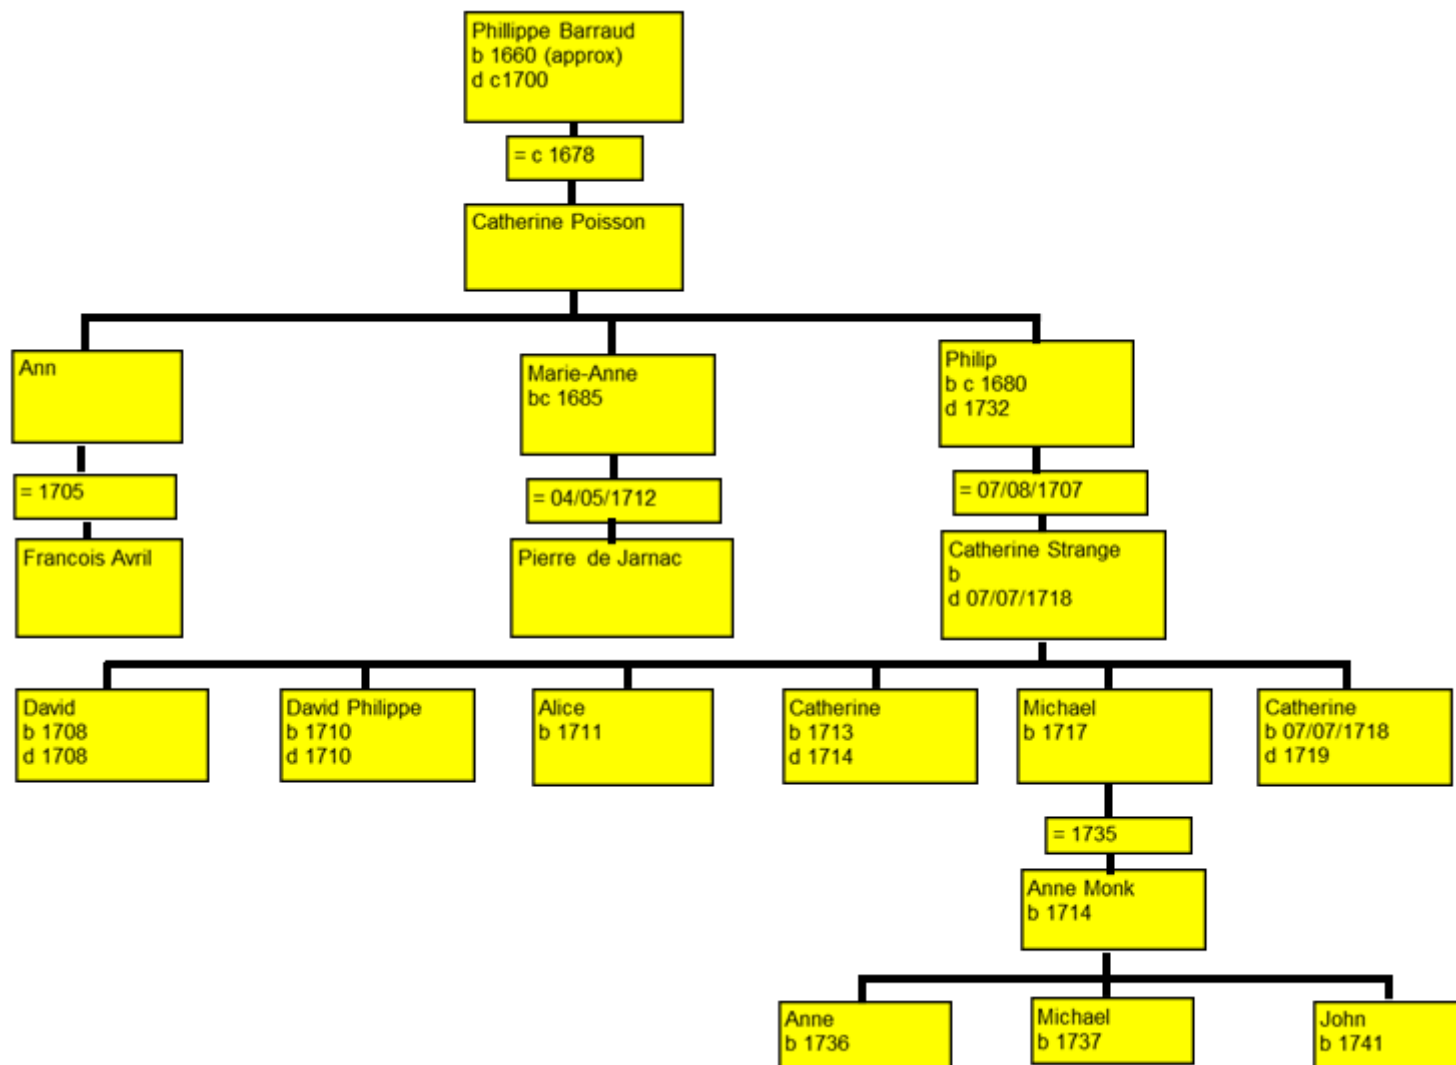 Phillippe Barraud
b 1660 (approx)
d c1700
= c 1678
Catherine Poisson
Ann
Marie-Anne
bc 1685
Philip
b c 1680
d 1732
= 1705
= 04/05/1712
= 07/08/1707
Francois Avril
Pierre de Jarnac
Catherine Strange
b
d 07/07/1718
David
b 1708
d 1708
David Philippe
b 1710
d 1710
Alice
b 1711
Catherine
b 1713
d 1714
Michael
b 1717
Catherine
b 07/07/1718
d 1719
= 1735
Anne Monk
b 1714
Anne
b 1736
Michael
b 1737
John
b 1741